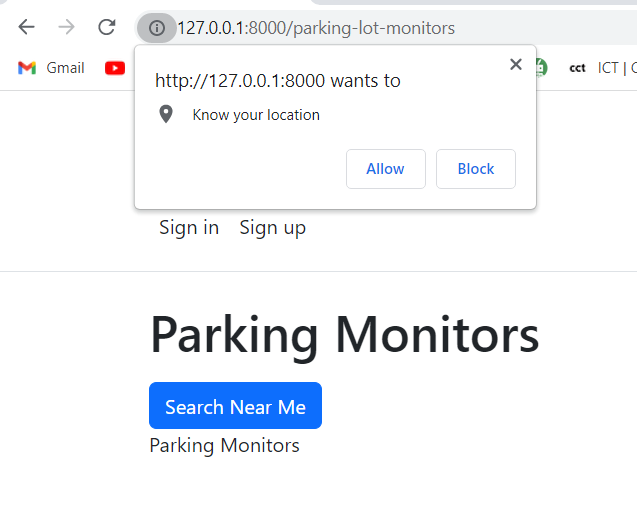 127.0.0.1:8000/parking-lot-monitors
Gmail
cct ICT | C
http://127.0.0.1:8000 wants to
Know your location
Allow Block
Sign in Sign up
Parking Monitors
Search Near Me
Parking Monitors